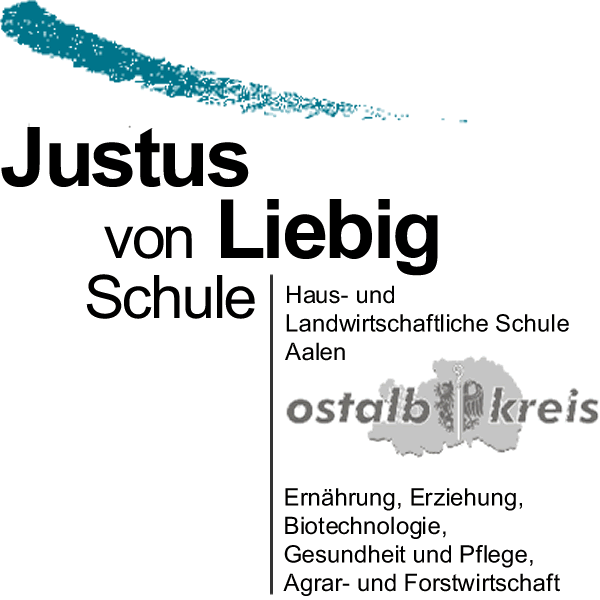 Justus
von Liebig
Schule
Haus- und
Landwirtschaftliche Schule
Aalen
ostalb kreis
Ernährung, Erziehung,
Biotechnologie,
Gesundheit und Pflege,
Agrar- und Forstwirtschaft